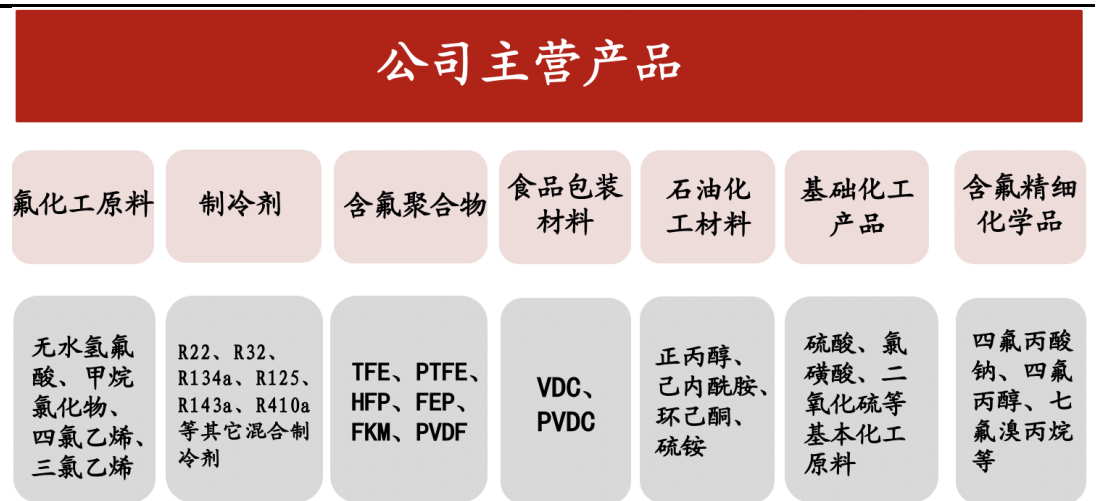 公司主营产品
氟化工原料
制冷剂
含氟聚合物
食品包装
材料
石油化
工材料
基础化工
产品
含氟精细
化学品
无水氢氟
酸、甲烷
氯化物、
四氯乙烯、
三氯乙烯
R22、R32、
R134a、R125、
R143a、R410a
等其它混合制
冷剂
TFE、PTFE、
HFP、FEP、
FKM、PVDF
VDC、
PVDC
正丙醇、
己内酰胺、
环己酮、
硫铵
硫酸、氯
磺酸、二
氧化硫等
基本化工
原料
四氟丙酸
钠、四氟
丙醇、七
氟溴丙烷
等